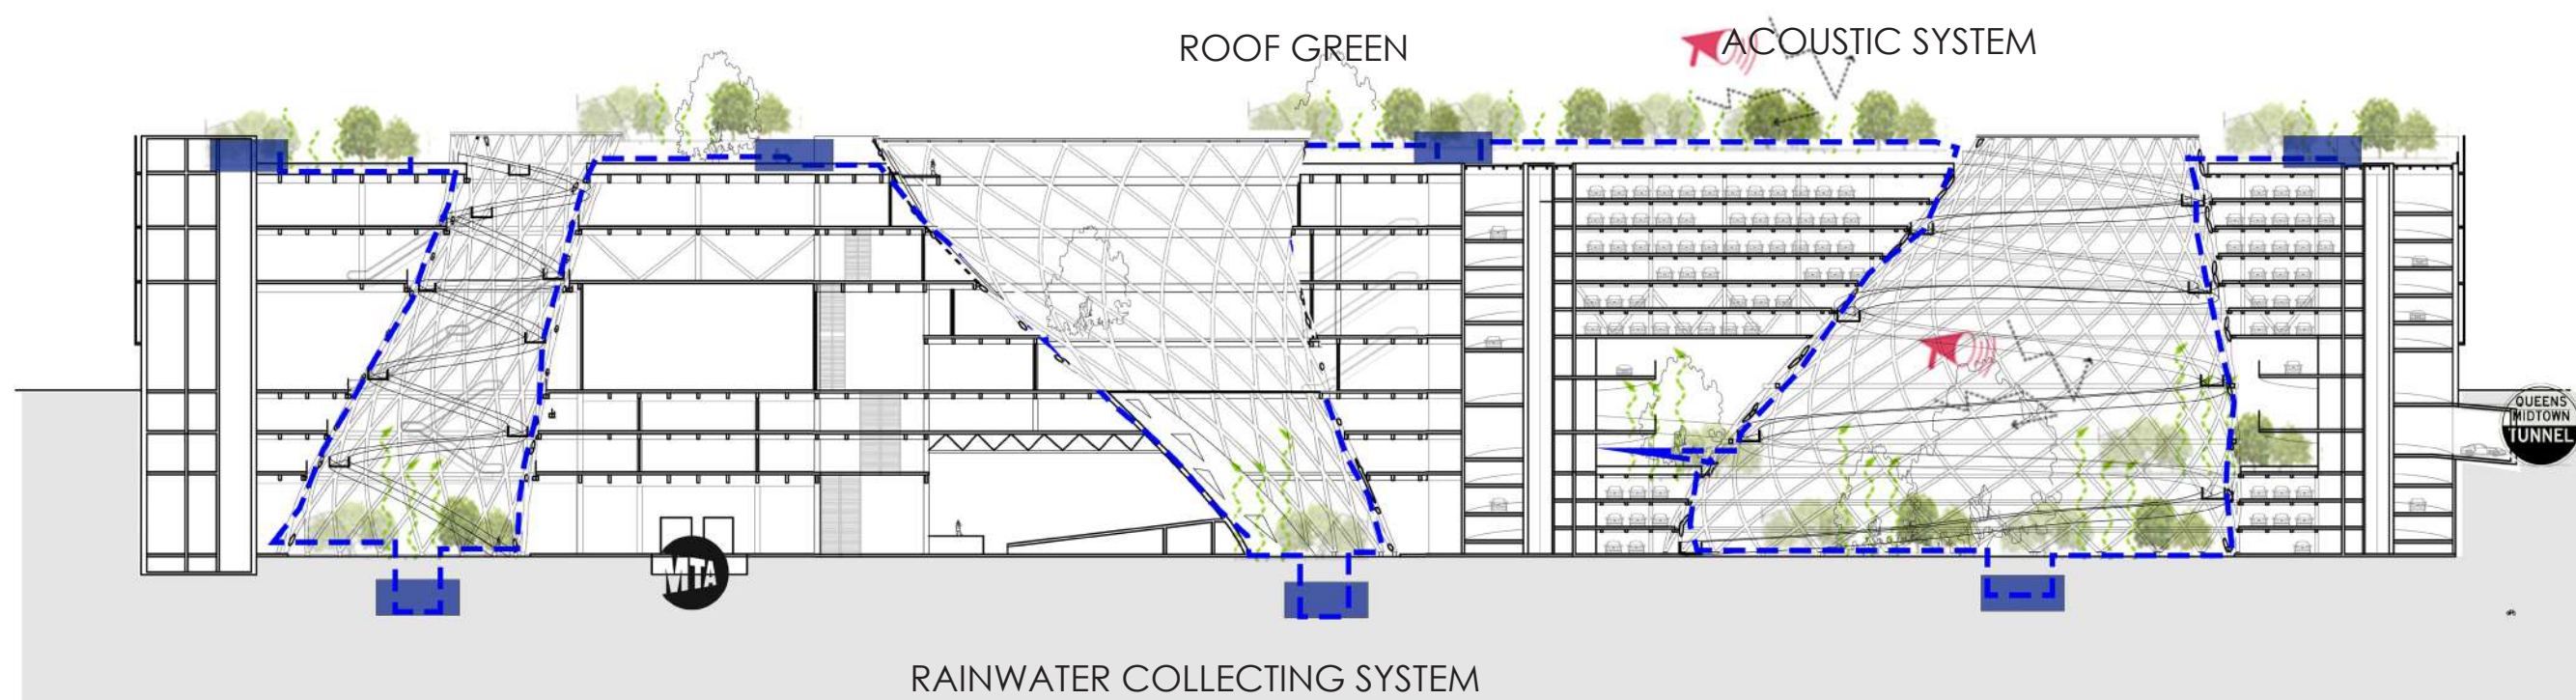 ROOF GREEN
ACOUSTIC SYSTEM
QUEENS
MIDTOWN
TUNNEL
MTA
RAINWATER COLLECTING SYSTEM